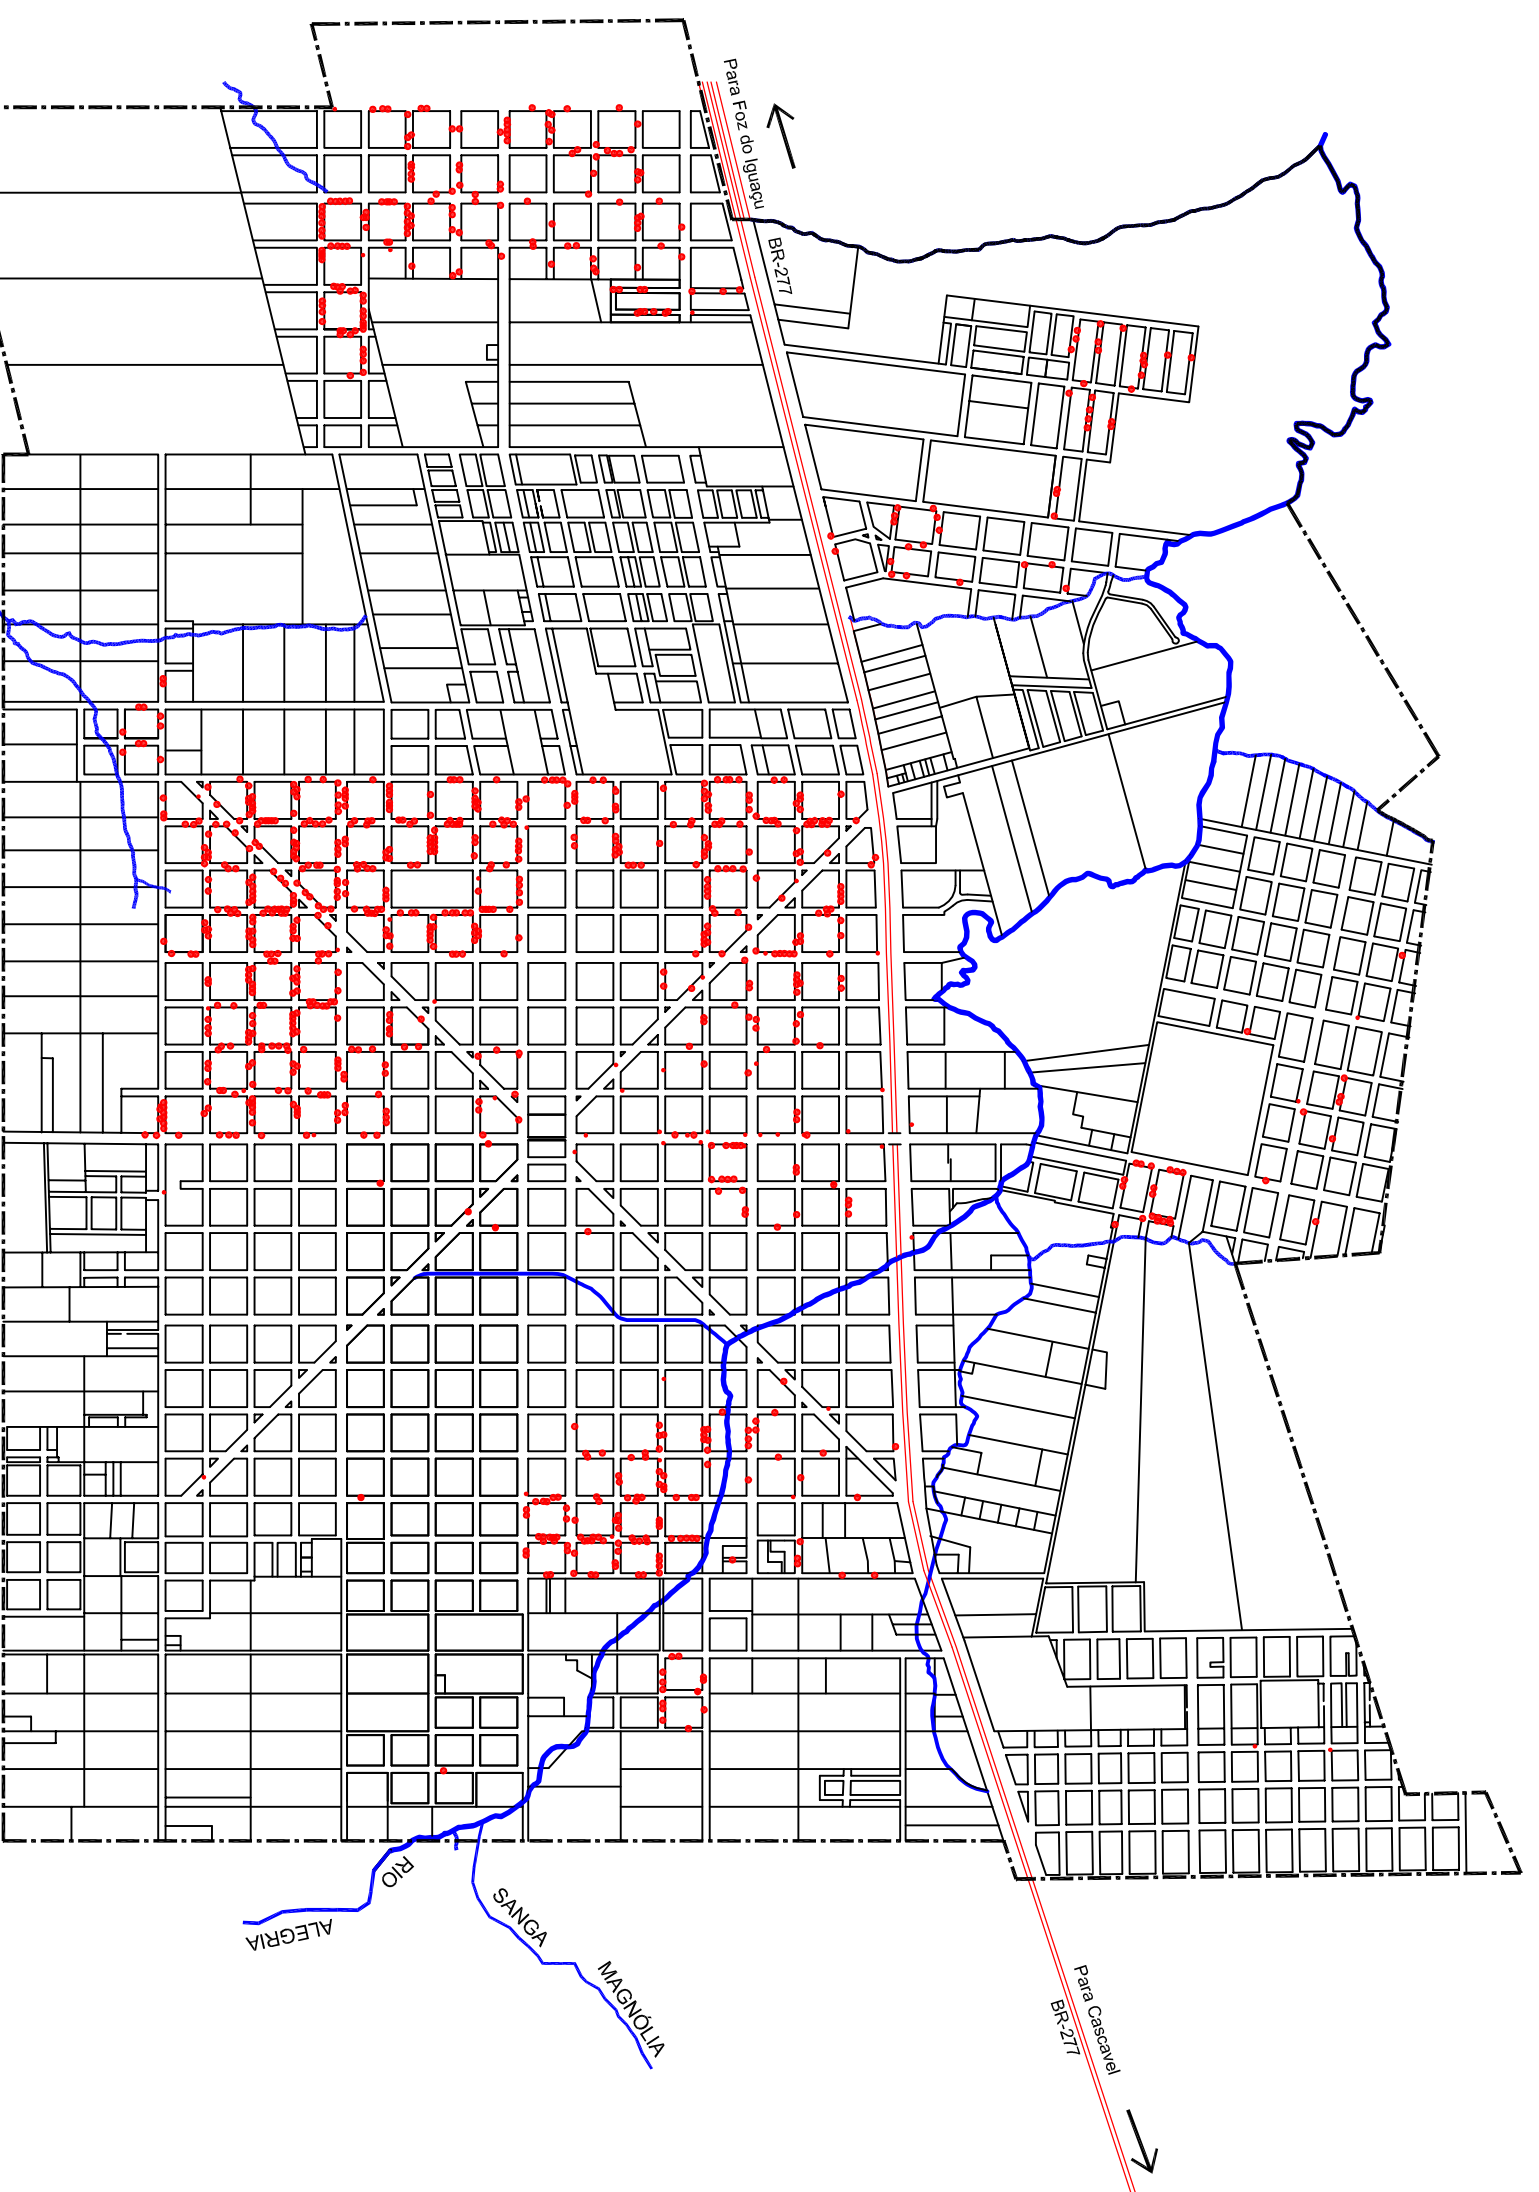 Para Foz do Iguaçu
BR-277
RIO
ALEGRIA
SANGA
MAGNÓLIA
Para Cascavel
BR-277